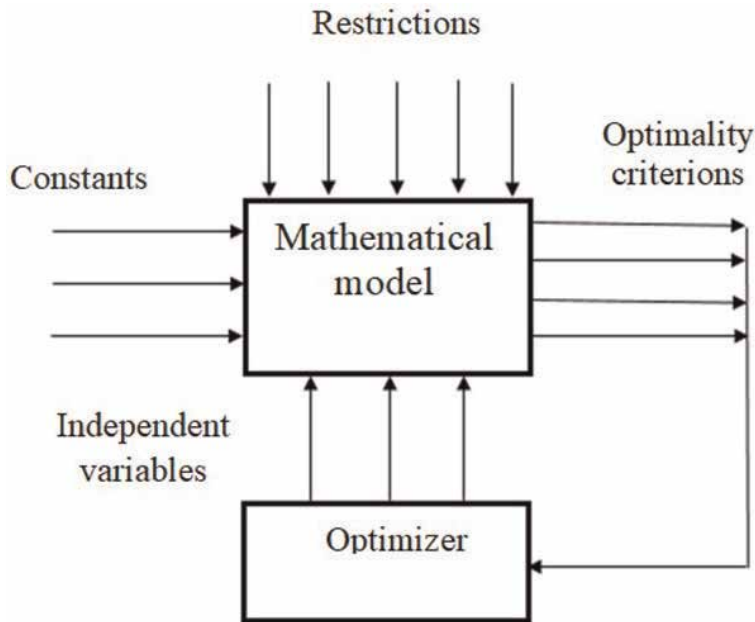 Restrictions
Optimality
criterions
Constants
Mathematical
model
Independent
variables
Optimizer